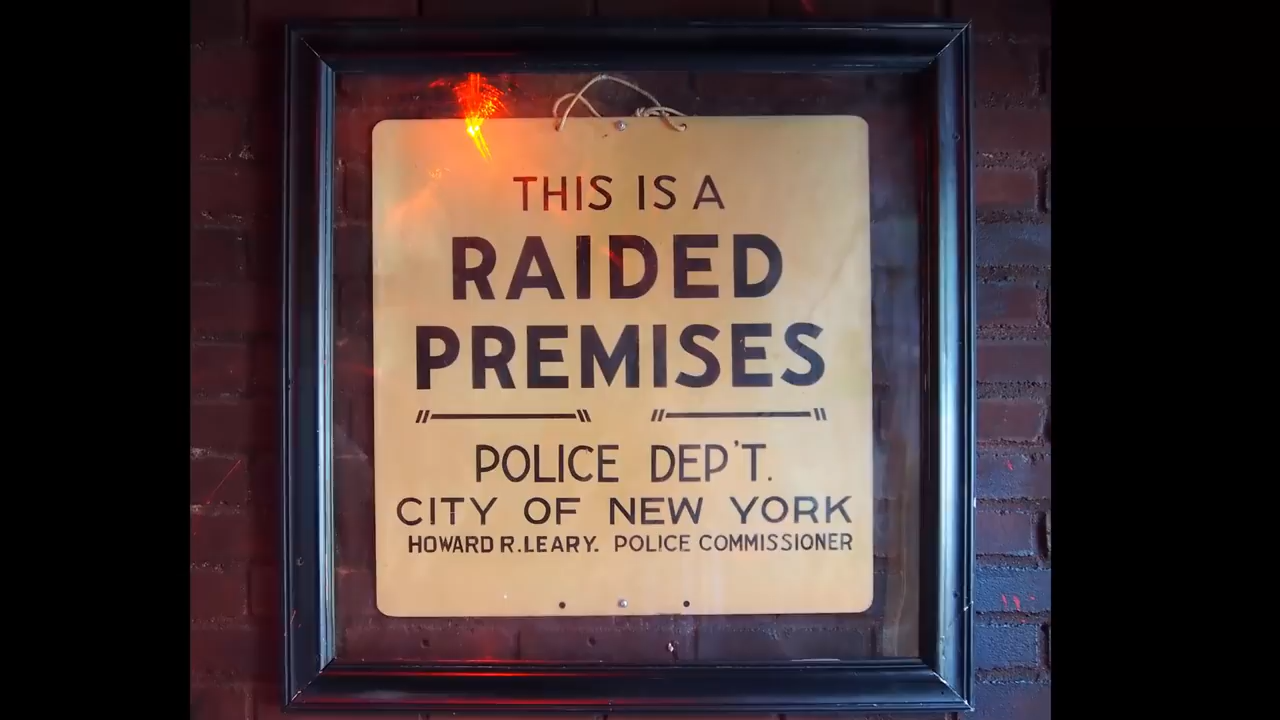 THIS IS A
RAIDED
PREMISES
POLICE DEP'T.
CITY OF NEW YORK
HOWARD R.LEARY. POLICE COMMISSIONER